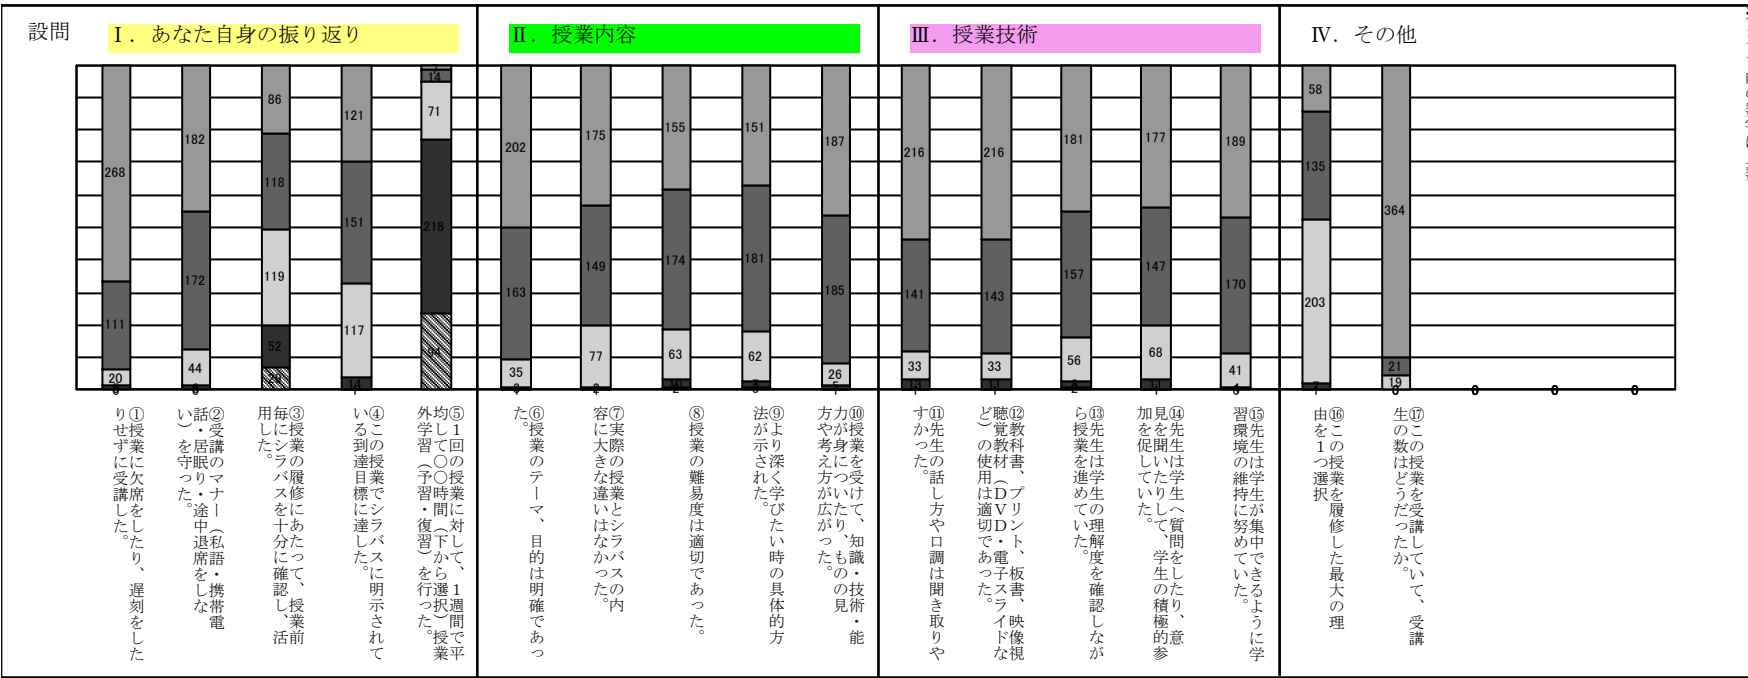 設問
Ⅰ．あなた自身の振り返り
Ⅱ．授業内容
Ⅲ．授業技術
Ⅳ．その他
268
111
20
182
172
44
86
118
119
52
28
121
151
117
14
14
71
218
94
202
163
35
175
149
77
155
174
63
151
181
62
187
185
26
5
216
141
33
13
216
143
33
11
181
157
56
177
147
68
11
189
170
41
58
135
203
364
21
19
0
0
0
①授業に欠席をしたり、遅刻をした
りせずに受講した。
②受講のマナー（私語・携帯電
話・居眠り・途中退席をしな
い）を守った。
③授業の履修にあたって、授業前
毎にシラバスを十分に確認し、活
用した。
④この授業でシラバスに明示されて
いる到達目標に達した。
⑤１回の授業に対して、１週間で平
均して〇〇時間（下から選択）授業
外学習（予習・復習）を行った。
⑥授業のテーマ、目的は明確であっ
た。
⑦実際の授業とシラバスの内
容に大きな違いはなかった。
⑧授業の難易度は適切であった。
⑨より深く学びたい時の具体的方
法が示された。
⑩授業を受けて、知識・技術・能
力が身についたり、ものの見
方や考え方が広がった。
⑪先生の話し方や口調は聞き取りや
すかった。
⑫教科書、プリント、板書、映像視
聴覚教材（ＤＶＤ・電子スライドな
ど）の使用は適切であった。
⑬先生は学生の理解度を確認しなが
ら授業を進めていた。
⑭先生は学生へ質問をしたり、意
見を聞いたりして、学生の積極的参
加を促していた。
⑮先生は学生が集中できるように学
習環境の維持に努めていた。
⑯この授業を履修した最大の理
由を１つ選択
⑰この授業を受講していて、受講
生の数はどうだったか。